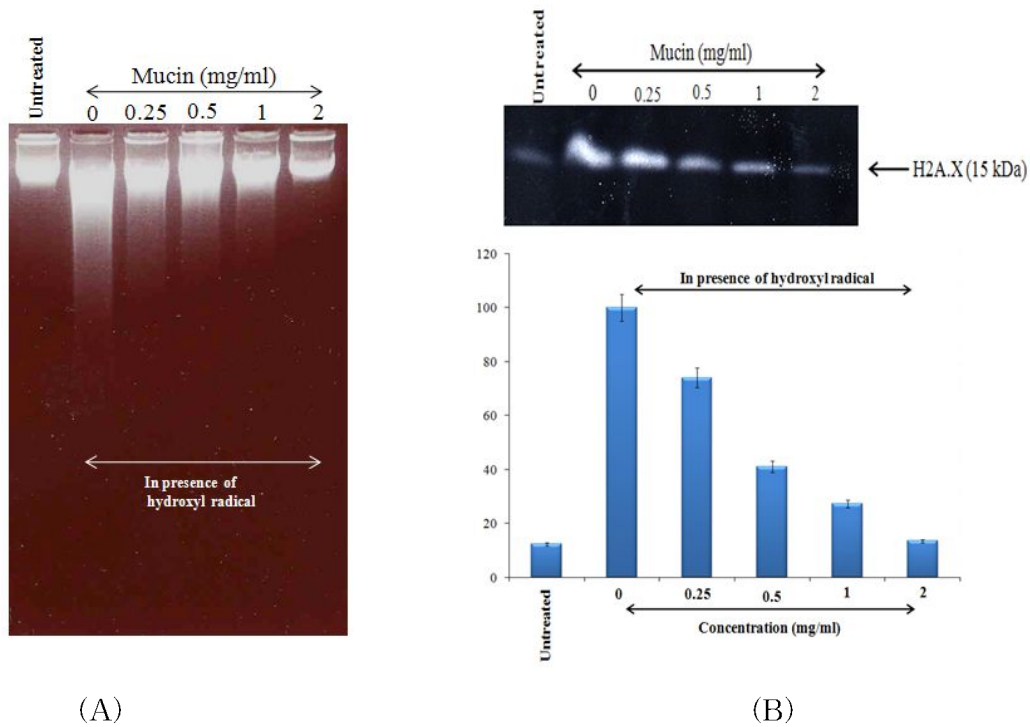 Untreated
Mucin (mg/ml)
0 0.25 0.5 1 2
In presence of
hydroxyl radical
(A)
Untreated
Mucin (mg/ml)
0 0.25 0.5 1 2
H2A.X (15 kDa)
120
100
80
60
40
20
0
In presence of hydroxyl radical
Untreated
0 0.25 0.5 1 2
Concentration (mg/ml)
(B)